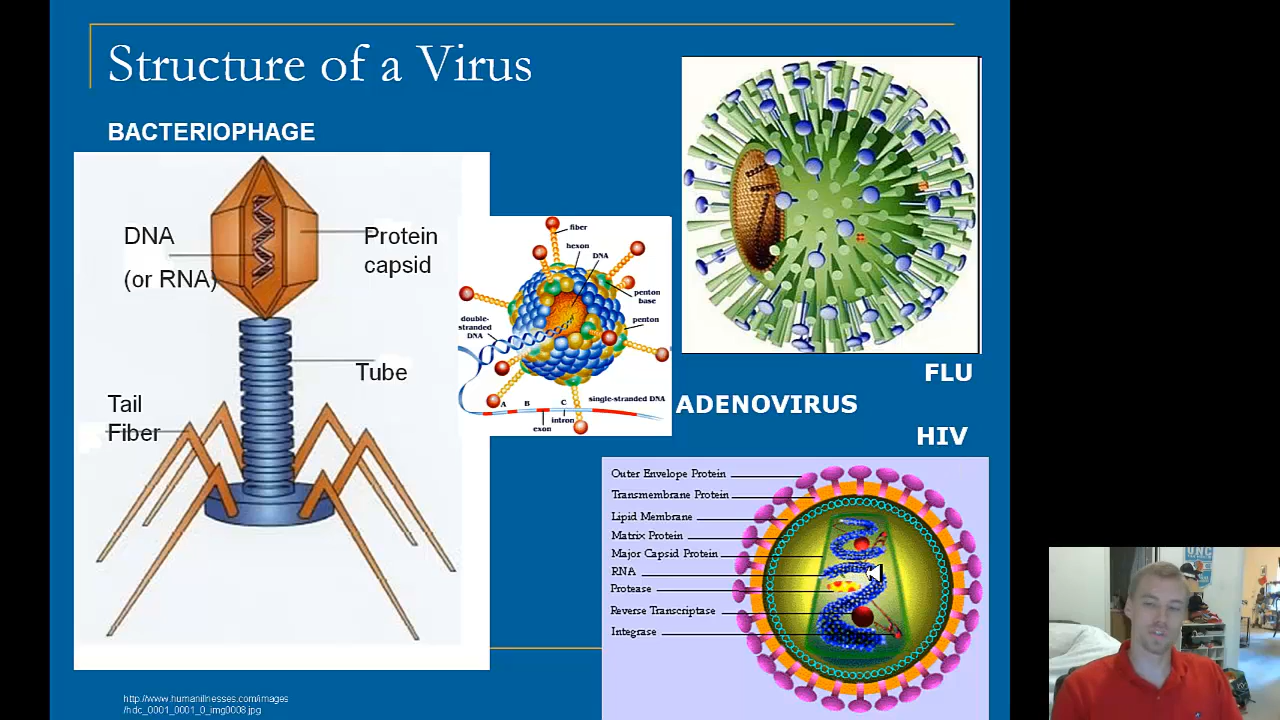 Structure of a Virus
BACTERIOPHAGE
DNA
(or RNA)
Protein
capsid
Tube
Tail
Fiber
fiber
hexon
DNA
penton
base
penton
double-
stranded
DNA
single-stranded DNA
A B C
intron
exon
FLU
ADENOVIRUS
HIV
Outer Envelope Protein
Transmembrane Protein
Lipid Membrane
Matrix Protein
Major Capsid Protein
RNA
Protease
Reverse Transcriptase
Integrase
http://www.humanillnesses.com/images
/hdc_0001_0001_0_img0008.jpg
UNC